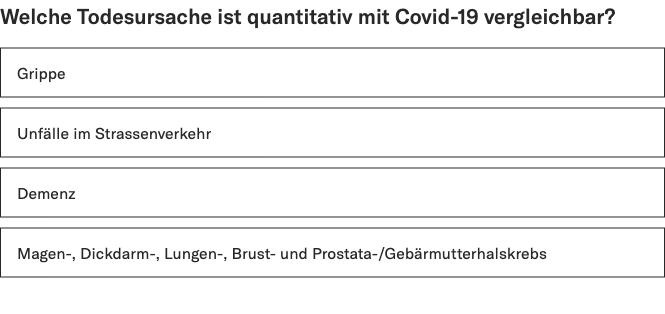 Welche Todesursache ist quantitativ mit Covid-19 vergleichbar?
Grippe
Unfälle im Strassenverkehr
Demenz
Magen-, Dickdarm-, Lungen-, Brust- und Prostata-/Gebärmutterhalskrebs